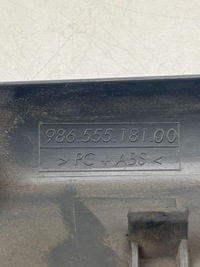 986.555.181.00
> PC + ABS <